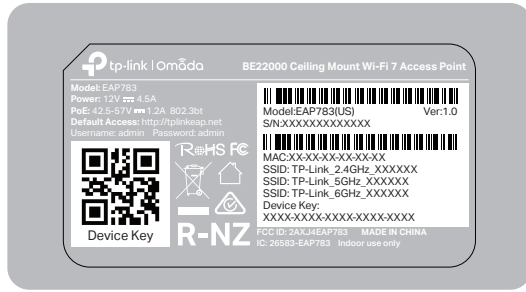 tp-link | Omada
BE22000 Ceiling Mount Wi-Fi 7 Access Point
Model: EAP783
Power: 12V ⎓ 4.5A
PoE: 42.5-57V ⎓ 1.2A 802.3bt
Default Access: http://tplinkeap.net
Username: admin Password: admin
Device Key
RoHS FC
R-NZ
Model:EAP783(US) Ver:1.0
S/N:XXXXXXXXXXXXX
MAC:XX-XX-XX-XX-XX-XX
SSID: TP-Link_2.4GHz_XXXXXX
SSID: TP-Link_5GHz_XXXXXX
SSID: TP-Link_6GHz_XXXXXX
Device Key:
XXXX-XXXX-XXXX-XXXX-XXXX
FCC ID: 2AXJ4EAP783 MADE IN CHINA
IC: 26583-EAP783 Indoor use only